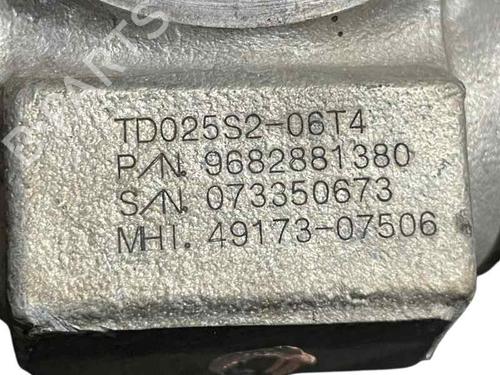 TD025S2-06T4
P/N. 9682881380
S/N. 073350673
MHI. 49173-07506